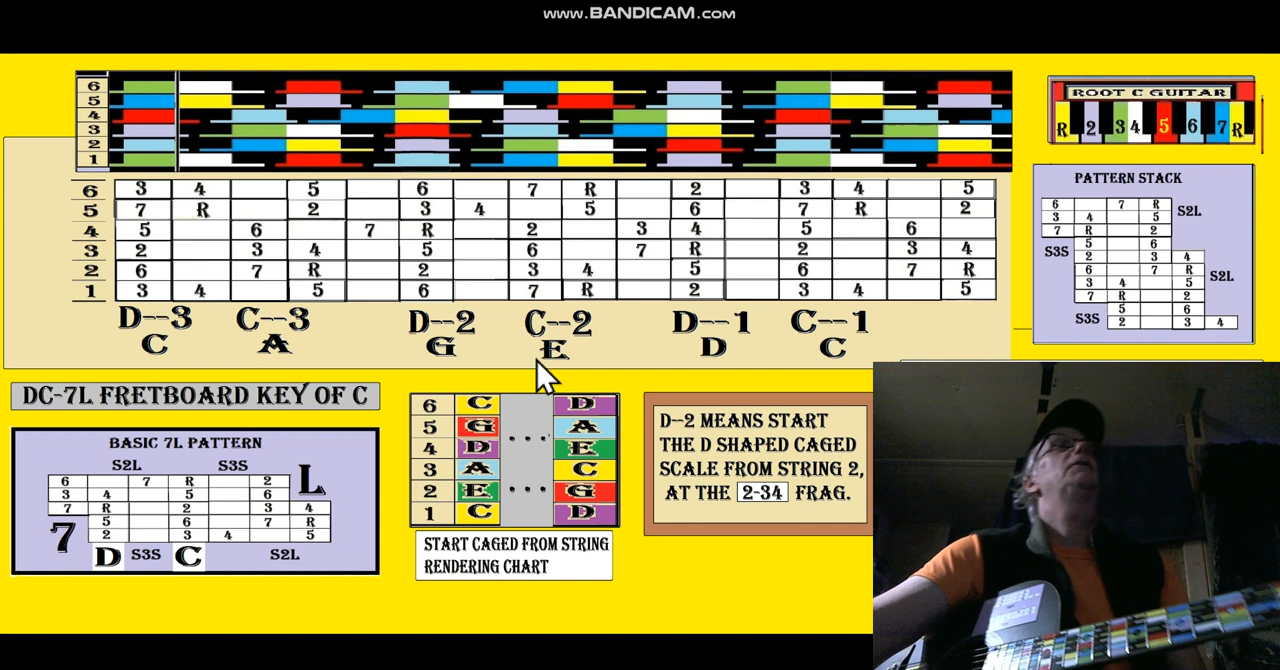 www.BANDICAM.com
6
5
4
3
2
1
ROOT C GUITAR
R 2 3 4 5 6 7 R
6 3 4 5 6 7 R 2 3 4 5
5 7 R 2 3 4 5 6 7 R 2
4 5 6 7 R 2 3 4 5 6
3 2 3 4 5 6 7 R 2 3 4
2 6 7 R 2 3 4 5 6 7 R
1 3 4 5 6 7 R 2 3 4 5
D--3 C--3 D--2 C--2 D--1 C--1
C A G E D C
PATTERN STACK
6 7 R S2L
3 4 5
7 R 2
S3S 5 6
2 3 4
6 7 R S2L
3 4 5
7 R 2
S3S 5 6
2 3 4
DC-7L FRETBOARD KEY OF C
BASIC 7L PATTERN
S2L S3S
6 7 R 2 L
3 4 5 6
7 R 2 3 4
7 5 6 7 R
2 3 4 5
D S3S C S2L
6 C D
5 G ... A
4 D E
3 A C
2 E ... G
1 C D
START CAGED FROM STRING
RENDERING CHART
D--2 MEANS START
THE D SHAPED CAGED
SCALE FROM STRING 2,
AT THE 2-34 FRAG.